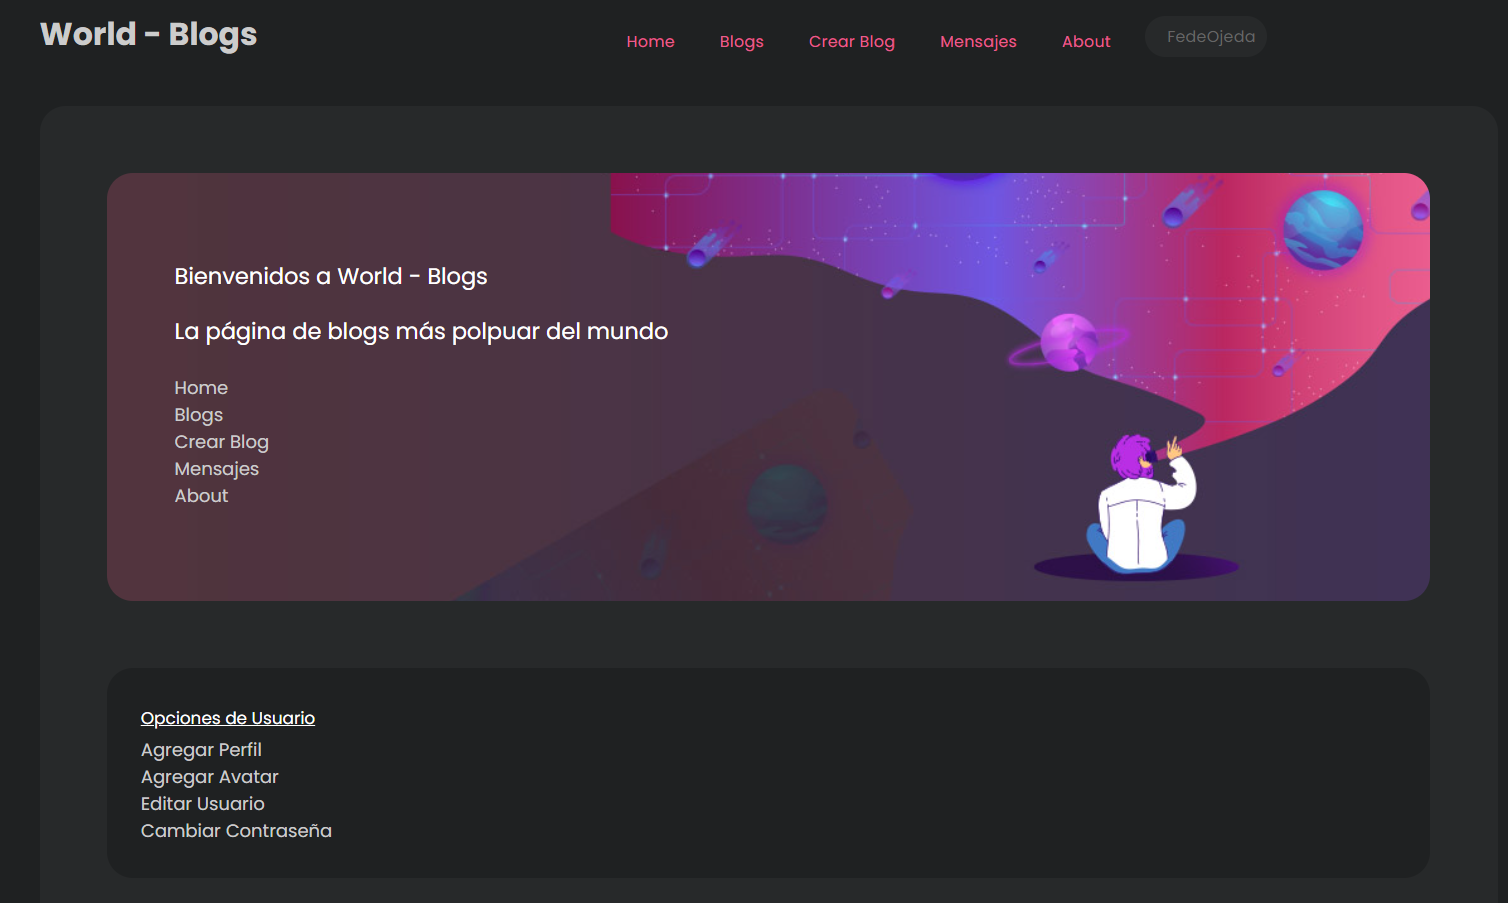 World - Blogs
Home Blogs Crear Blog Mensajes About FedeOjeda
Bienvenidos a World - Blogs
La página de blogs más polpuar del mundo
Home
Blogs
Crear Blog
Mensajes
About
Opciones de Usuario
Agregar Perfil
Agregar Avatar
Editar Usuario
Cambiar Contraseña